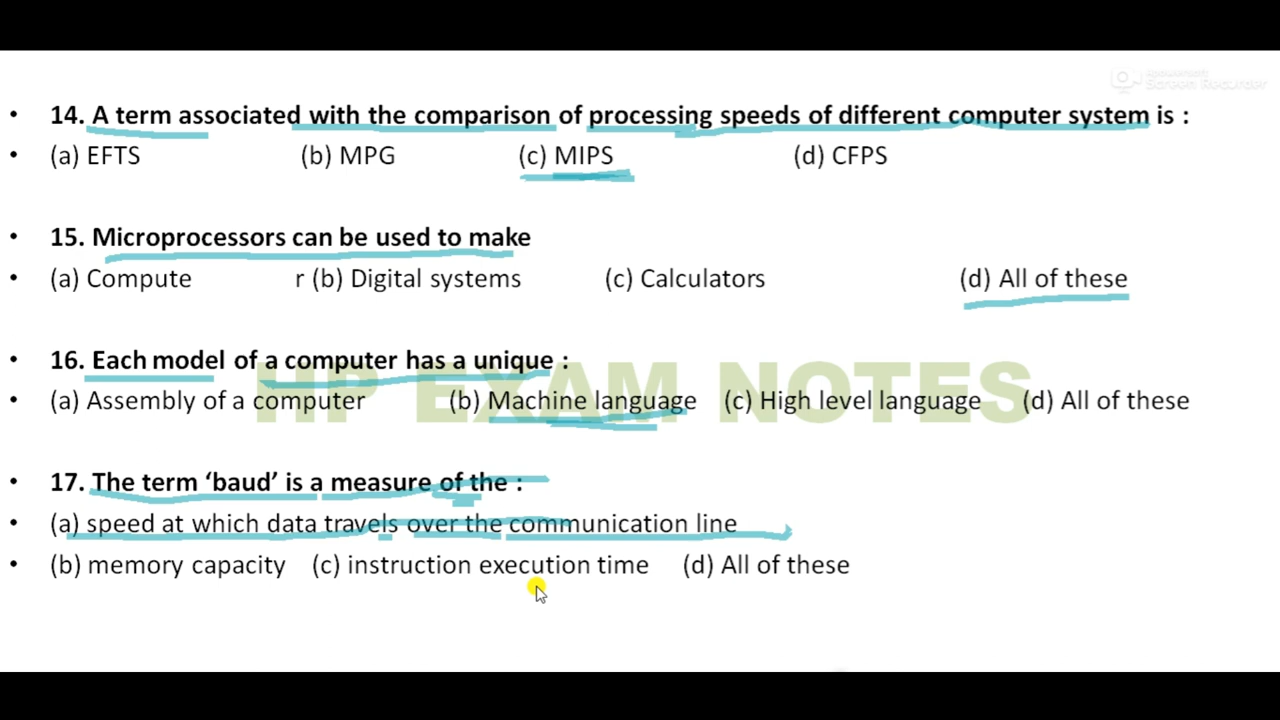 Apowersoft
Screen Recorder
• 14. A term associated with the comparison of processing speeds of different computer system is :
• (a) EFTS (b) MPG (c) MIPS (d) CFPS
• 15. Microprocessors can be used to make
• (a) Compute r (b) Digital systems (c) Calculators (d) All of these
• 16. Each model of a computer has a unique :
HP EXAM NOTES
• (a) Assembly of a computer (b) Machine language (c) High level language (d) All of these
• 17. The term ‘baud’ is a measure of the :
• (a) speed at which data travels over the communication line
• (b) memory capacity (c) instruction execution time (d) All of these